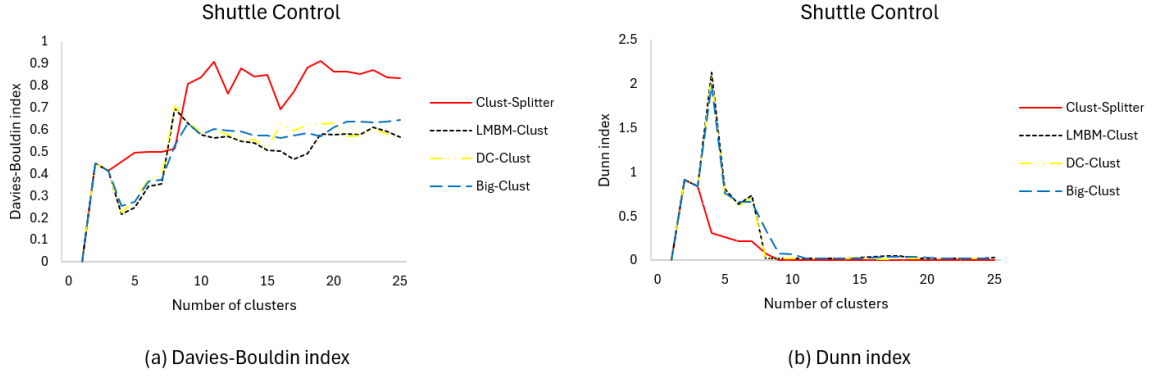 Shuttle Control
Davies-Bouldin index
1
0.9
0.8
0.7
0.6
0.5
0.4
0.3
0.2
0.1
0
0 5 10 15 20 25
Number of clusters
Clust-Splitter
LMBM-Clust
DC-Clust
Big-Clust
(a) Davies-Bouldin index
Shuttle Control
Dunn index
2.5
2
1.5
1
0.5
0
0 5 10 15 20 25
Number of clusters
Clust-Splitter
LMBM-Clust
DC-Clust
Big-Clust
(b) Dunn index